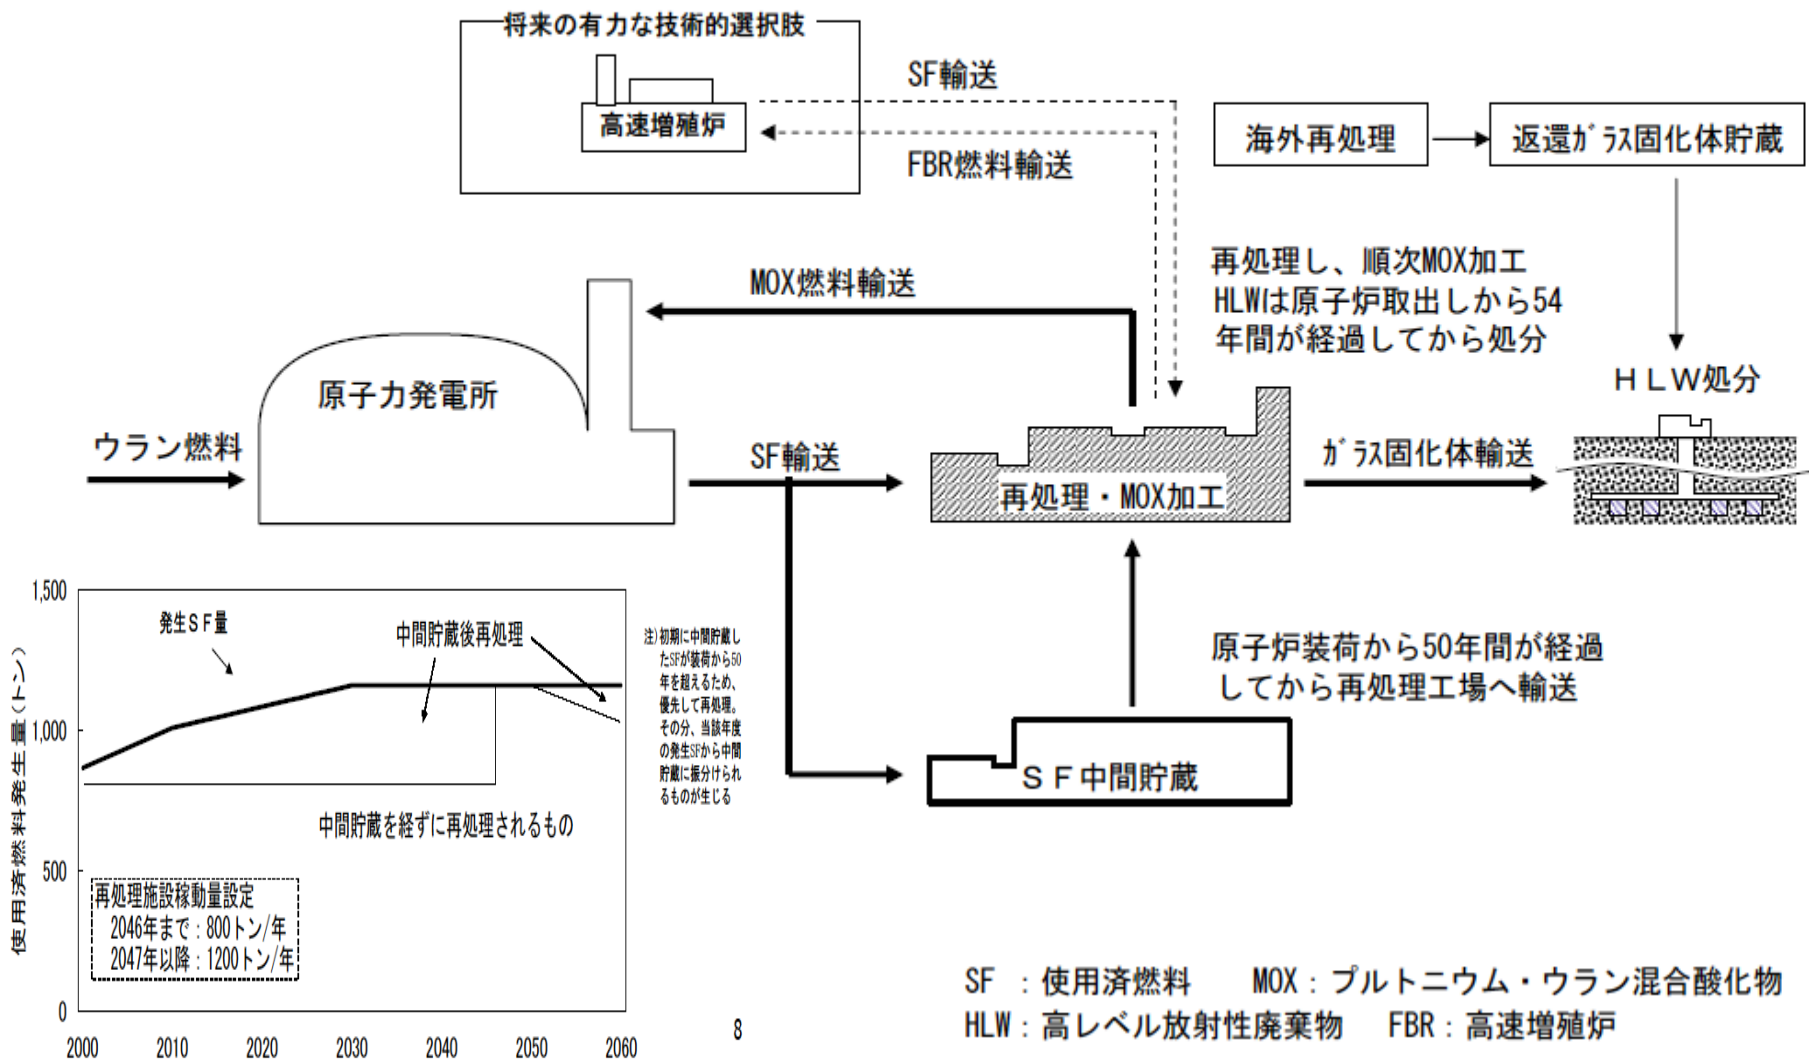 将来の有力な技術的選択肢
高速増殖炉
SF輸送
FBR燃料輸送
海外再処理
返還ガラス固化体貯蔵
MOX燃料輸送
再処理し、順次MOX加工
HLWは原子炉取出しから54
年間が経過してから処分
HLW処分
原子力発電所
ウラン燃料
SF輸送
再処理・MOX加工
ガラス固化体輸送
原子炉装荷から50年間が経過
してから再処理工場へ輸送
SF中間貯蔵
使用済燃料発生量(トン)
1,500
1,000
500
0
2000 2010 2020 2030 2040 2050 2060
発生SF量
中間貯蔵後再処理
中間貯蔵を経ずに再処理されるもの
再処理施設稼動量設定
2046年まで:800トン/年
2047年以降:1200トン/年
注)初期に中間貯蔵し
たSFが装荷から50
年を超えるため、
優先して再処理。
その分、当該年度
の発生SFから中間
貯蔵に振分けられ
るものが生じる
8
SF :使用済燃料 MOX:プルトニウム・ウラン混合酸化物
HLW:高レベル放射性廃棄物 FBR:高速増殖炉